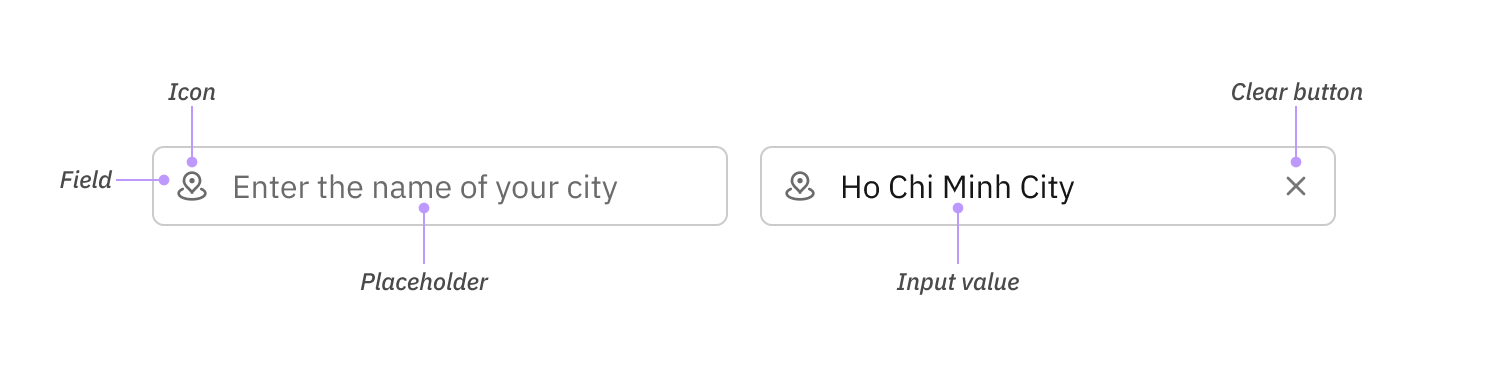 Icon
Clear button
Field
Enter the name of your city
Ho Chi Minh City
Placeholder
Input value